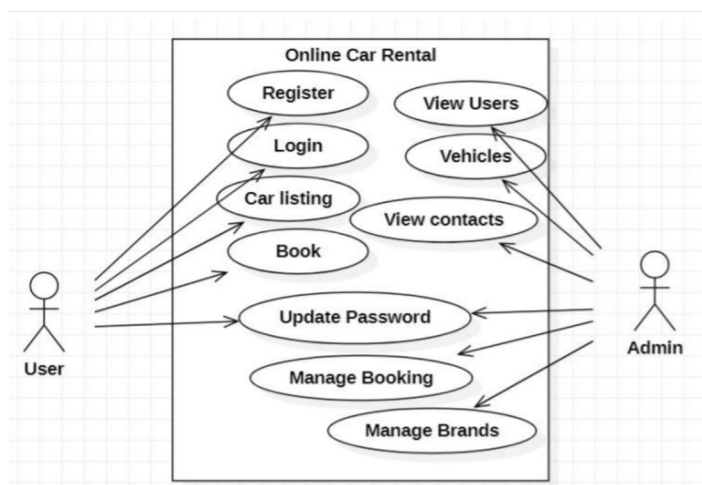 Online Car Rental
Register
View Users
Login
Vehicles
Car listing
View contacts
Book
Update Password
Manage Booking
Manage Brands
User
Admin